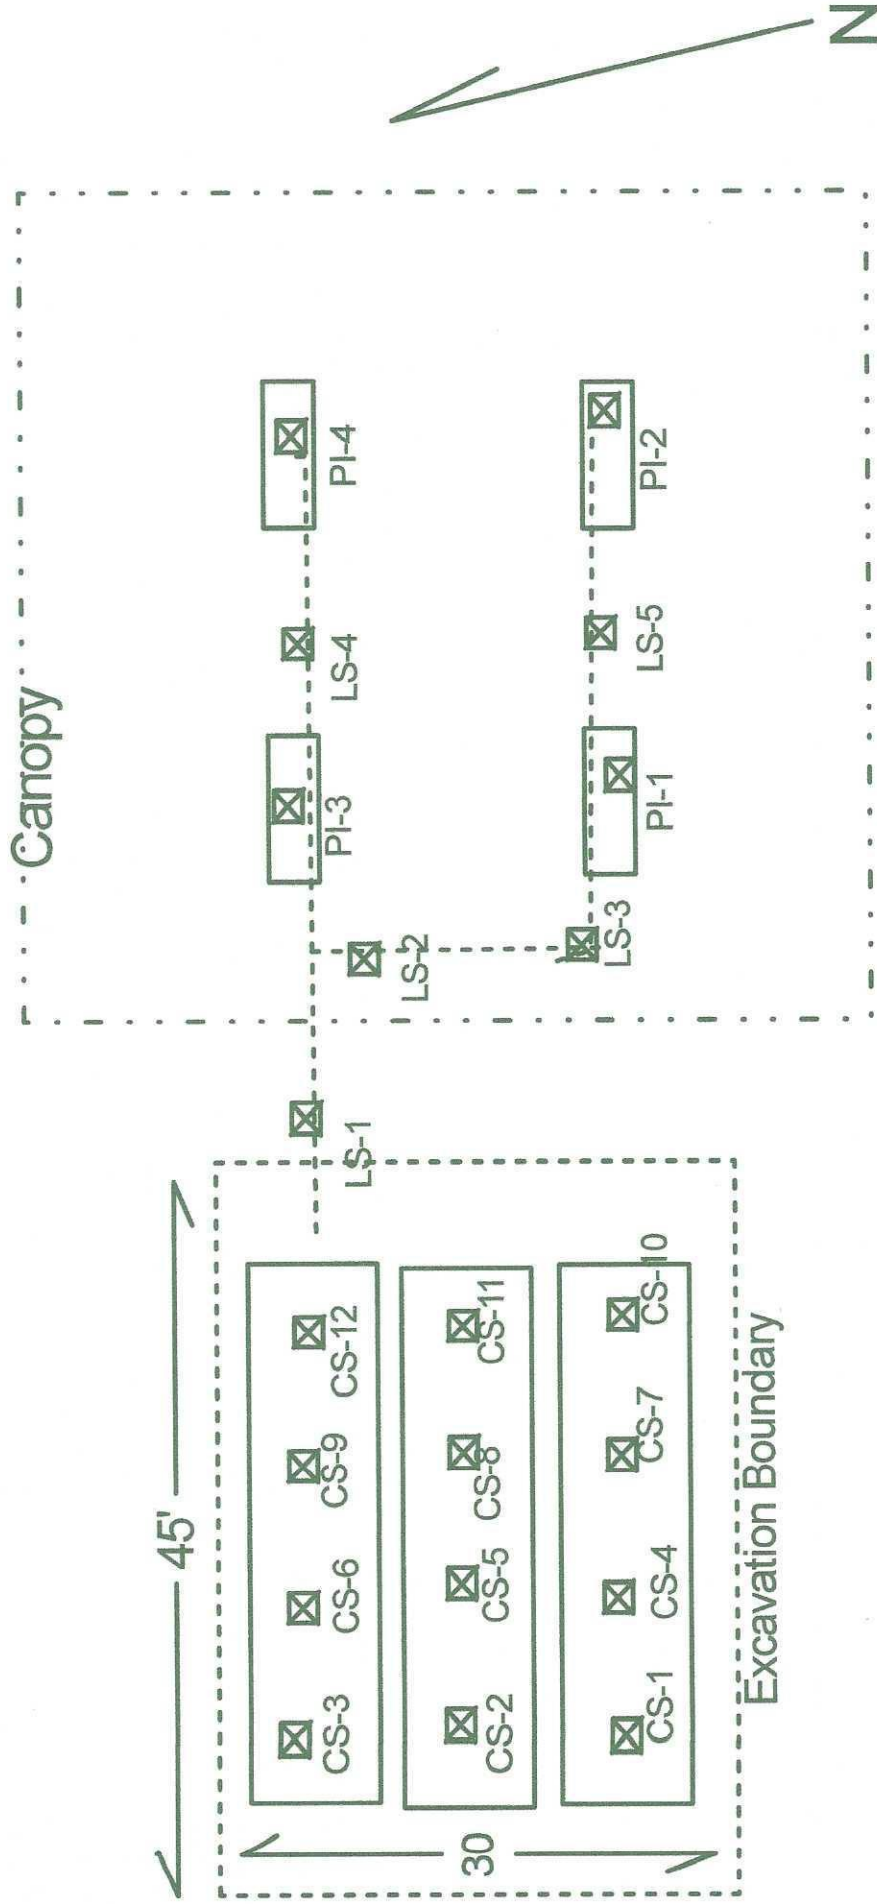 45'
30
CS-3
CS-6
CS-9
CS-12
CS-2
CS-5
CS-8
CS-11
CS-1
CS-4
CS-7
CS-10
Excavation Boundary
LS-1
Canopy
LS-2
LS-3
PI-3
LS-4
PI-4
PI-1
LS-5
PI-2
N